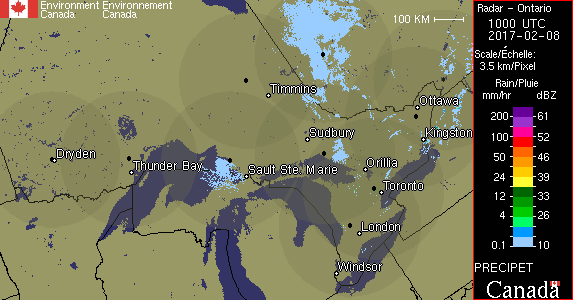 Environment Environnement
Canada Canada
100 KM
Timmins
Ottawa
Sudbury
Kingston
Dryden
Thunder Bay
Sault Ste. Marie
Orillia
Toronto
London
Windsor
Radar - Ontario
1000 UTC
2017-02-08
Scale/Échelle:
3.5 km/Pixel
Rain/Pluie
mm/hr dBZ
200 61
100 52
50 46
24 39
12 33
4 26
0.1 10
PRECIPET
Canada